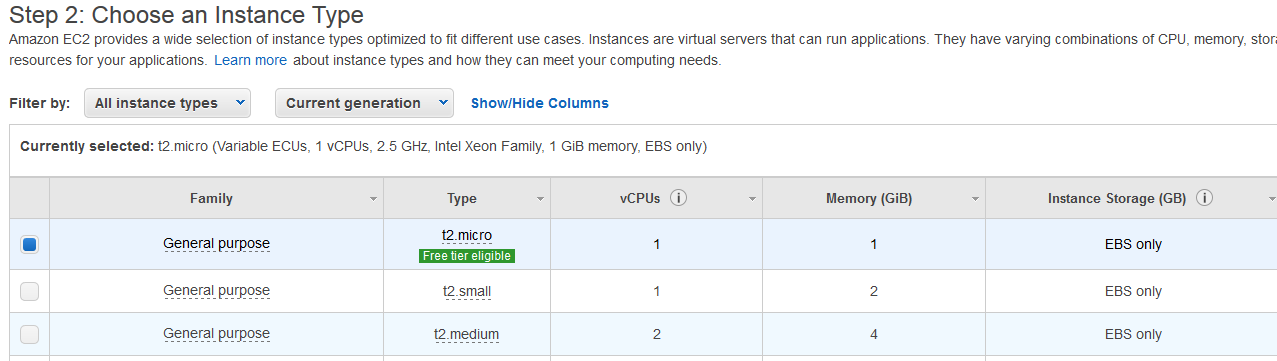 Step 2: Choose an Instance Type
Amazon EC2 provides a wide selection of instance types optimized to fit different use cases. Instances are virtual servers that can run applications. They have varying combinations of CPU, memory,
resources for your applications. Learn more about instance types and how they can meet your computing needs.
Filter by: All instance types Current generation Show/Hide Columns
Currently selected: t2.micro (Variable ECUs, 1 vCPUs, 2.5 GHz, Intel Xeon Family, 1 GiB memory, EBS only)
Family Type vCPUs i Memory (GiB) Instance Storage (GB) i
General purpose t2.micro 1 1 EBS only
Free tier eligible
General purpose t2.small 1 2 EBS only
General purpose t2.medium 2 4 EBS only